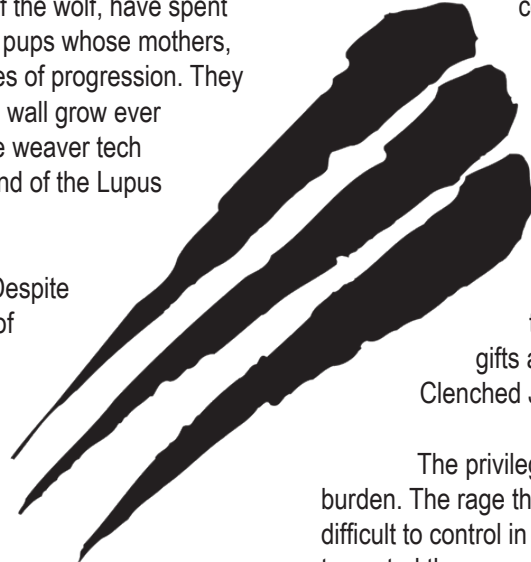 f the wolf, have spent
pups whose mothers,
es of progression. They
wall grow ever
e weaver tech
nd of the Lupus
Despite
of
c
t
gifts a
Clenched J
The privileg
burden. The rage th
difficult to control in